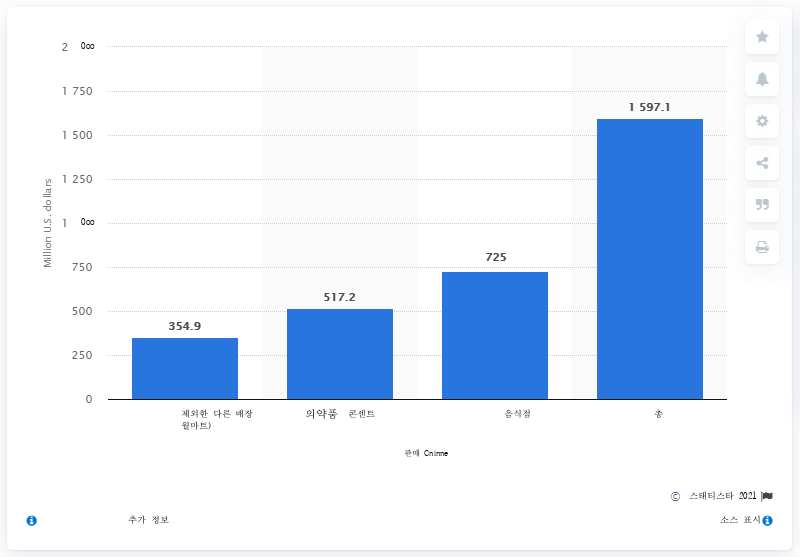 2 000
1 750
1 500
1 250
1 000
750
500
250
0
Million U.S. dollars
354.9
517.2
725
1 597.1
제외한 다른 매장
월마트)
의약품 콘센트
음식점
총
판매 Cninne
© 스태티스타 2021
추가 정보
소스 표시